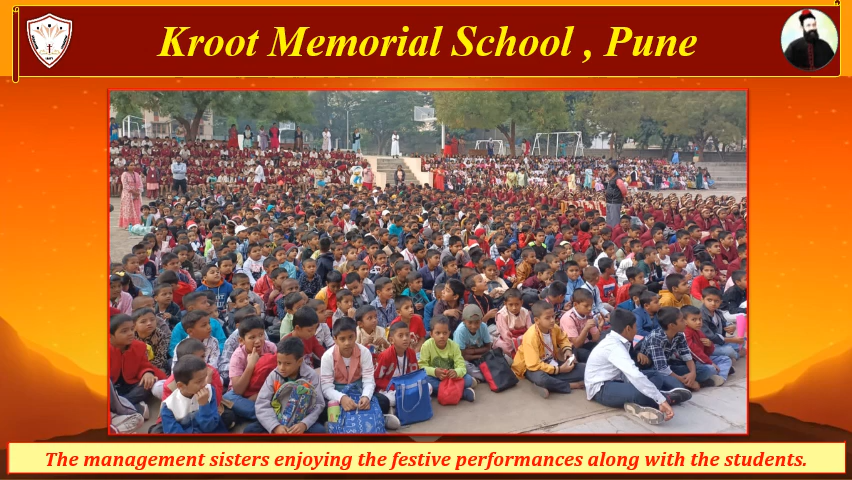 Kroot Memorial School , Pune
The management sisters enjoying the festive performances along with the students.